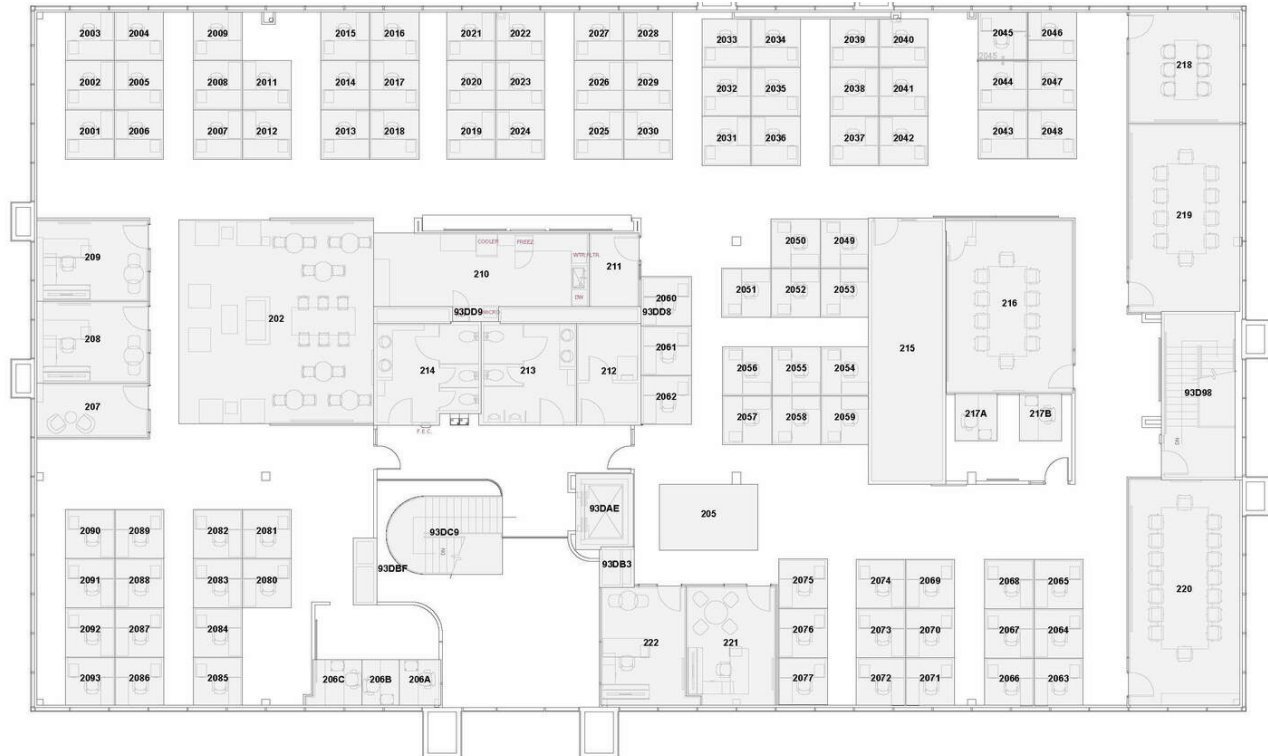 2003 2004 2009 2015 2016 2021 2022 2027 2028 2033 2034 2039 2040 2045 2046
2045
218
2002 2005 2008 2011 2014 2017 2020 2023 2026 2029 2032 2035 2038 2041 2044 2047
2001 2006 2007 2012 2013 2018 2019 2024 2025 2030 2031 2036 2037 2042 2043 2048
219
COOLER FREEZ 2050 2049
209 WTR FLTR
210 211
2051 2052 2053
DW
202 93DD9 MICRO 93DD8 2060 216
208 214 213 212 2061 215
2056 2055 2054
93D98
207 2062 2057 2058 2059 217A 217B
F.E.C.
DN
93DAE 205
2090 2089 2082 2081 93DC9
DN
93DBF 93DB3
2091 2088 2083 2080 2075 2074 2069 2068 2065
220
2092 2087 2084 2076 2073 2070 2067 2064
222 221
2093 2086 2085 206C 206B 206A 2077 2072 2071 2066 2063